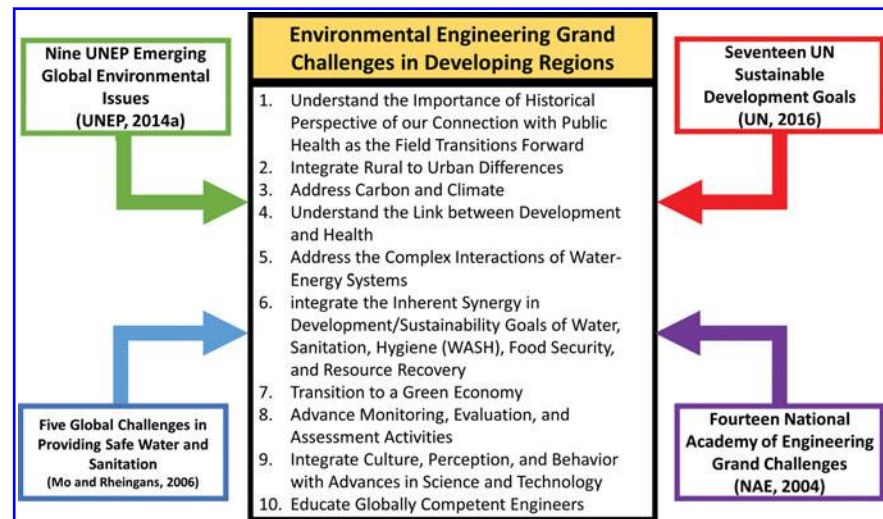 Nine UNEP Emerging
Global Environmental
Issues
(UNEP, 2014a)
Five Global Challenges in
Providing Safe Water and
Sanitation
(Mo and Rheingans, 2006)
Environmental Engineering Grand
Challenges in Developing Regions
1. Understand the Importance of Historical
Perspective of our Connection with Public
Health as the Field Transitions Forward
2. Integrate Rural to Urban Differences
3. Address Carbon and Climate
4. Understand the Link between Development
and Health
5. Address the Complex Interactions of Water-
Energy Systems
6. integrate the Inherent Synergy in
Development/Sustainability Goals of Water,
Sanitation, Hygiene (WASH), Food Security,
and Resource Recovery
7. Transition to a Green Economy
8. Advance Monitoring, Evaluation, and
Assessment Activities
9. Integrate Culture, Perception, and Behavior
with Advances in Science and Technology
10. Educate Globally Competent Engineers
Seventeen UN
Sustainable
Development Goals
(UN, 2016)
Fourteen National
Academy of Engineering
Grand Challenges
(NAE, 2004)